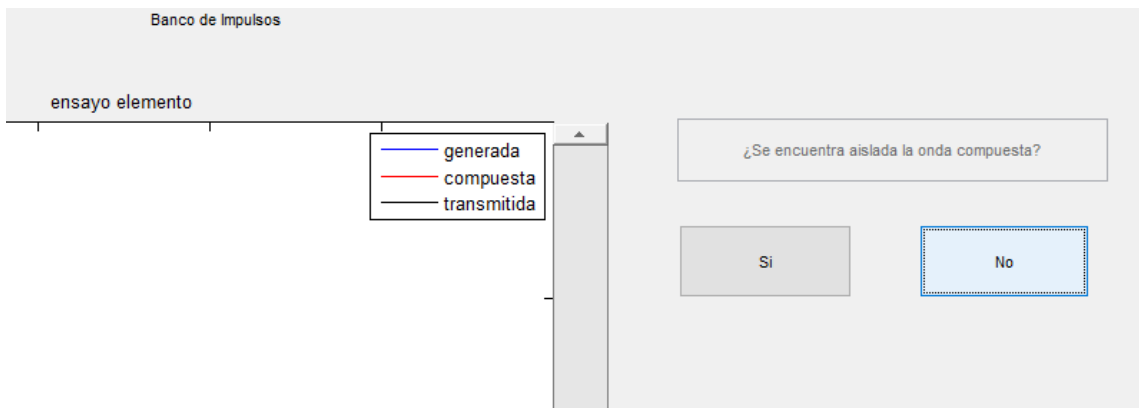 Banco de Impulsos
ensayo elemento
generada
compuesta
transmitida
¿Se encuentra aislada la onda compuesta?
Si
No